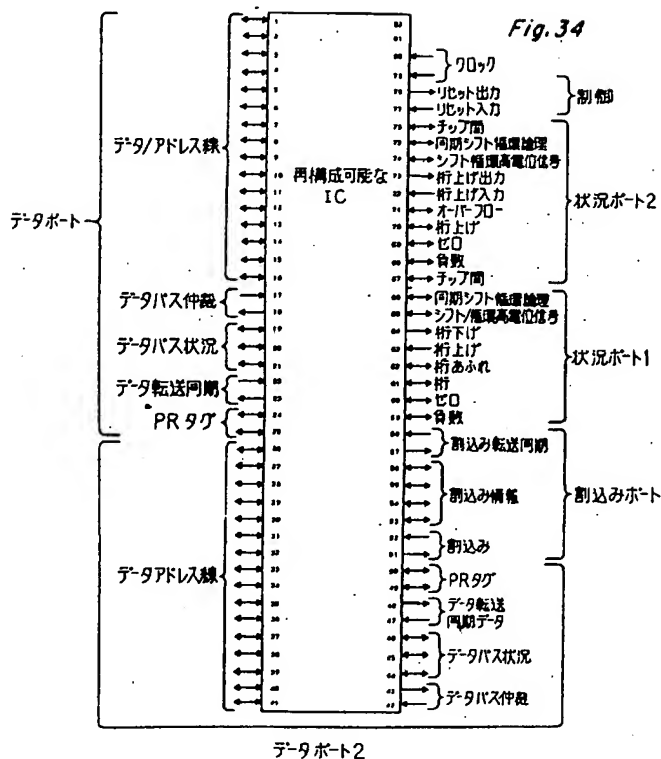 Fig. 34
データポート
データ/アドレス線
データバス仲裁
データバス状況
データ転送同期
PRタグ
データアドレス線
再構成可能な
IC
クロック
リセット出力
リセット入力
制御
チップ間
同期シフト循環論理
シフト循環高電位信号
桁上げ出力
桁上げ入力
オーバーフロー
桁上げ
ゼロ
負数
チップ間
状況ポート2
同期シフト循環論理
シフト/循環高電位信号
桁下げ
桁上げ
桁あふれ
桁
ゼロ
負数
状況ポート1
割込み転送同期
割込み情報
割込み
割込みポート
PRタグ
データ転送
同期データ
データバス状況
データバス仲裁
データポート2